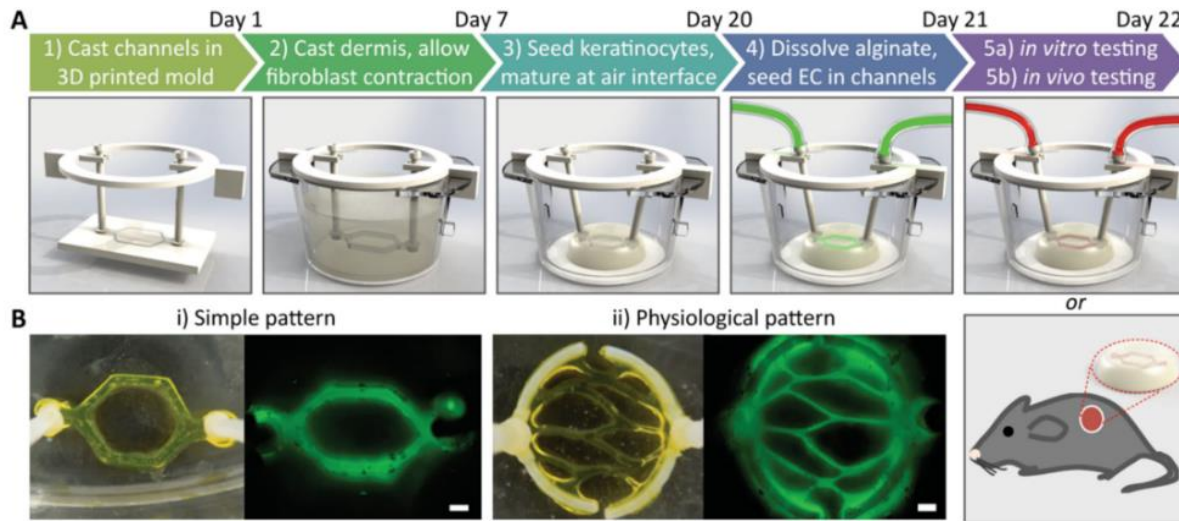 A
Day 1
Day 7
Day 20
Day 21
Day 22
1) Cast channels in
3D printed mold
2) Cast dermis, allow
fibroblast contraction
3) Seed keratinocytes,
mature at air interface
4) Dissolve alginate,
seed EC in channels
5a) in vitro testing
5b) in vivo testing
B
i) Simple pattern
ii) Physiological pattern
or